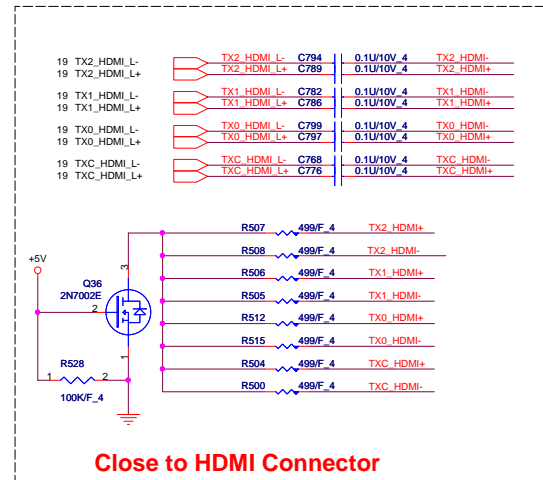 19 TX2_HDMI_L- TX2_HDMI_L- C794 0.1U/10V_4 TX2_HDMI-
19 TX2_HDMI_L+ TX2_HDMI_L+ C789 0.1U/10V_4 TX2_HDMI+
19 TX1_HDMI_L- TX1_HDMI_L- C782 0.1U/10V_4 TX1_HDMI-
19 TX1_HDMI_L+ TX1_HDMI_L+ C786 0.1U/10V_4 TX1_HDMI+
19 TX0_HDMI_L- TX0_HDMI_L- C799 0.1U/10V_4 TX0_HDMI-
19 TX0_HDMI_L+ TX0_HDMI_L+ C797 0.1U/10V_4 TX0_HDMI+
19 TXC_HDMI_L- TXC_HDMI_L- C768 0.1U/10V_4 TXC_HDMI-
19 TXC_HDMI_L+ TXC_HDMI_L+ C776 0.1U/10V_4 TXC_HDMI+
R507 499/F_4 TX2_HDMI+
R508 499/F_4 TX2_HDMI-
+5V
R506 499/F_4 TX1_HDMI+
Q36 3
2N7002E
R505 499/F_4 TX1_HDMI-
2
R512 499/F_4 TX0_HDMI+
R515 499/F_4 TX0_HDMI-
1
R528
R504 499/F_4 TXC_HDMI+
1 2
100K/F_4
R500 499/F_4 TXC_HDMI-
Close to HDMI Connector